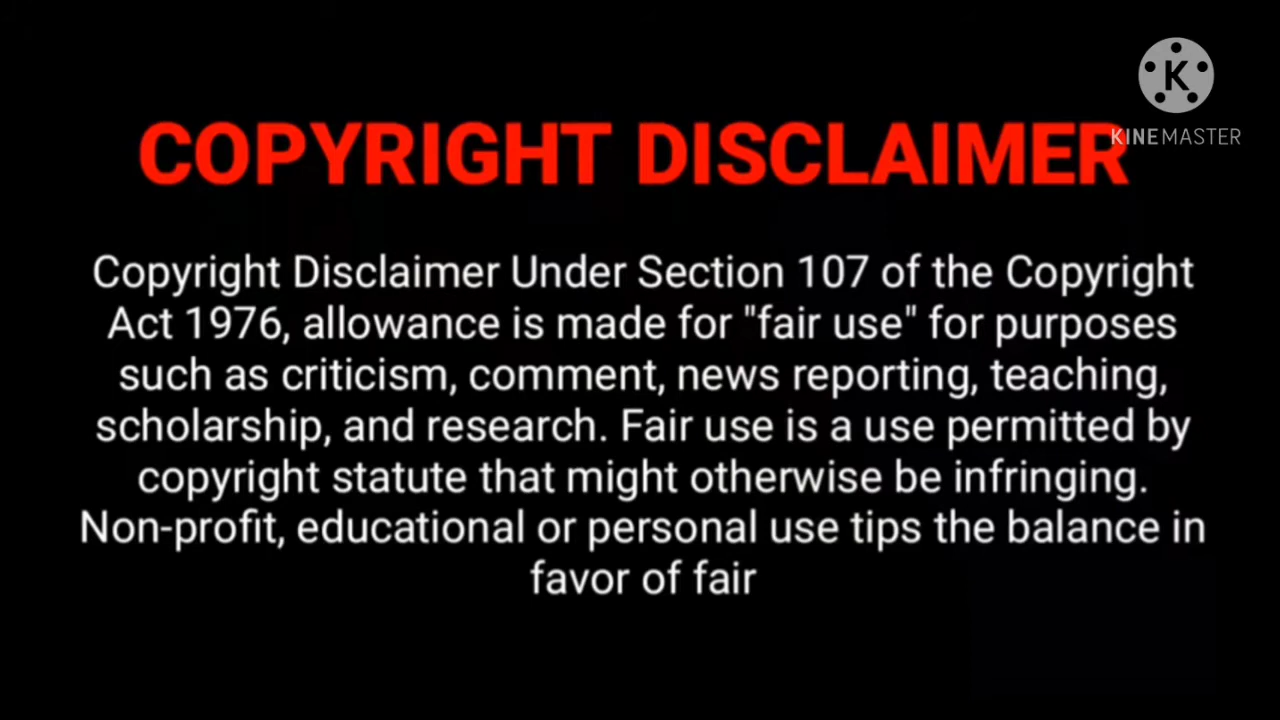 K
KINEMASTER
COPYRIGHT DISCLAIMER
Copyright Disclaimer Under Section 107 of the Copyright
Act 1976, allowance is made for "fair use" for purposes
such as criticism, comment, news reporting, teaching,
scholarship, and research. Fair use is a use permitted by
copyright statute that might otherwise be infringing.
Non-profit, educational or personal use tips the balance in
favor of fair